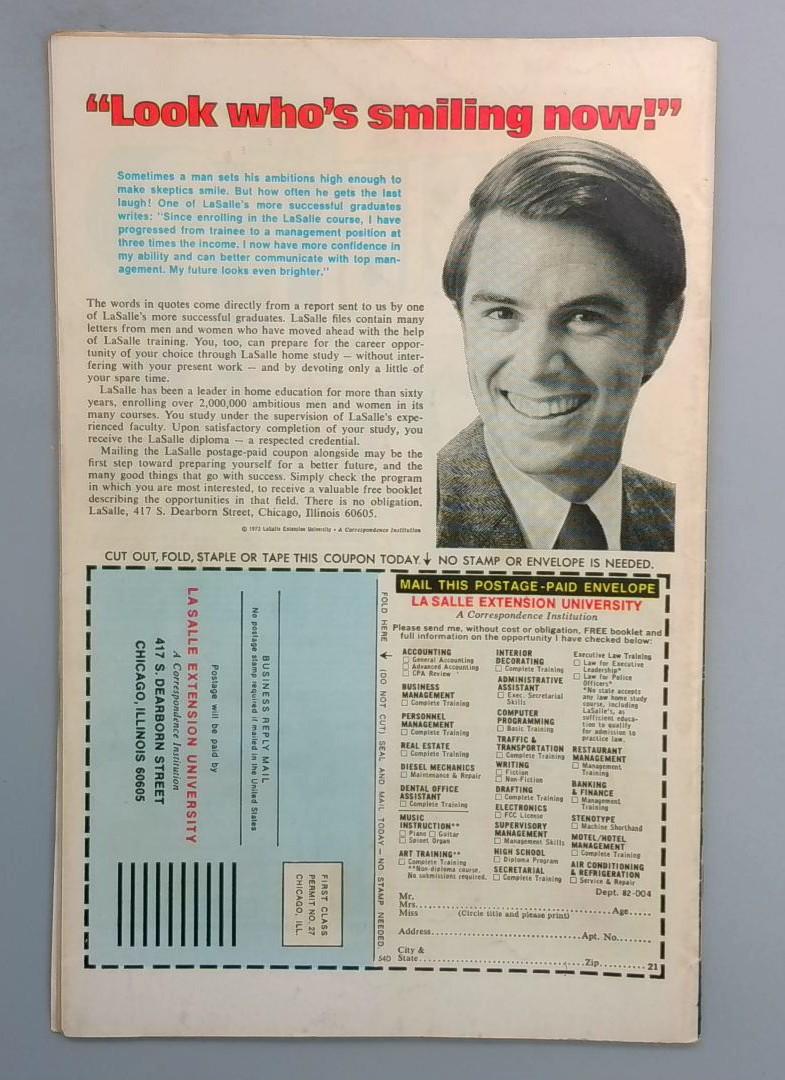 “Look who’s smiling now!”
Sometimes a man sets his ambitions high enough to
make skeptics smile. But how often he gets the last
laugh! One of LaSalle's more successful graduates
writes: "Since enrolling in the LaSalle course, I have
progressed from trainee to a management position at
three times the income. I now have more confidence in
my ability and can better communicate with top man-
agement. My future looks even brighter."
The words in quotes come directly from a report sent to us by one
of LaSalle's more successful graduates. LaSalle files contain many
letters from men and women who have moved ahead with the help
of LaSalle training. You, too, can prepare for the career oppor-
tunity of your choice through LaSalle home study — without inter-
fering with your present work — and by devoting only a little of
your spare time.
LaSalle has been a leader in home education for more than sixty
years, enrolling over 2,000,000 ambitious men and women in its
many courses. You study under the supervision of LaSalle's expe-
rienced faculty. Upon satisfactory completion of your study, you
receive the LaSalle diploma — a respected credential.
Mailing the LaSalle postage-paid coupon alongside may be the
first step toward preparing yourself for a better future, and the
many good things that go with success. Simply check the program
in which you are most interested, to receive a valuable free booklet
describing the opportunities in that field. There is no obligation.
LaSalle, 417 S. Dearborn Street, Chicago, Illinois 60605.
© 1973 LaSalle Extension University • A Correspondence Institution
CUT OUT, FOLD, STAPLE OR TAPE THIS COUPON TODAY ↓ NO STAMP OR ENVELOPE IS NEEDED.
FIRST CLASS
PERMIT NO. 27
CHICAGO, ILL.
BUSINESS REPLY MAIL
No postage stamp required if mailed in the United States
Postage will be paid by
LA SALLE EXTENSION UNIVERSITY
A Correspondence Institution
417 S. DEARBORN STREET
CHICAGO, ILLINOIS 60605
FOLD HERE ↓ (DO NOT CUT) SEAL AND MAIL TODAY — NO STAMP NEEDED.
540
MAIL THIS POSTAGE-PAID ENVELOPE
LA SALLE EXTENSION UNIVERSITY
A Correspondence Institution
Please send me, without cost or obligation, FREE booklet and
full information on the opportunity I have checked below:
ACCOUNTING
☐ General Accounting
☐ Advanced Accounting
☐ CPA Review
BUSINESS
MANAGEMENT
☐ Complete Training
PERSONNEL
MANAGEMENT
☐ Complete Training
REAL ESTATE
☐ Complete Training
DIESEL MECHANICS
☐ Maintenance & Repair
DENTAL OFFICE
ASSISTANT
☐ Complete Training
MUSIC
INSTRUCTION**
☐ Piano ☐ Guitar
☐ Spinet Organ
ART TRAINING**
☐ Complete Training
**Non-diploma course.
No submissions required.
INTERIOR
DECORATING
☐ Complete Training
ADMINISTRATIVE
ASSISTANT
☐ Exec. Secretarial
Skills
COMPUTER
PROGRAMMING
☐ Basic Training
TRAFFIC &
TRANSPORTATION
☐ Complete Training
WRITING
☐ Fiction
☐ Non-Fiction
DRAFTING
☐ Complete Training
ELECTRONICS
☐ FCC License
SUPERVISORY
MANAGEMENT
☐ Management Skills
HIGH SCHOOL
☐ Diploma Program
SECRETARIAL
☐ Complete Training
Executive Law Training
☐ Law for Executive
Leadership*
☐ Law for Police
Officers*
*No state accepts
any law home study
course, including
LaSalle's, as
sufficient educa-
tion to qualify
for admission to
practice law.
RESTAURANT
MANAGEMENT
☐ Management
Training
BANKING
& FINANCE
☐ Management
Training
STENOTYPE
☐ Machine Shorthand
MOTEL/HOTEL
MANAGEMENT
☐ Complete Training
AIR CONDITIONING
& REFRIGERATION
☐ Service & Repair
Dept. 82-004
Mr.
Mrs.
Miss (Circle title and please print) Age
Address Apt. No.
City &
State Zip 21